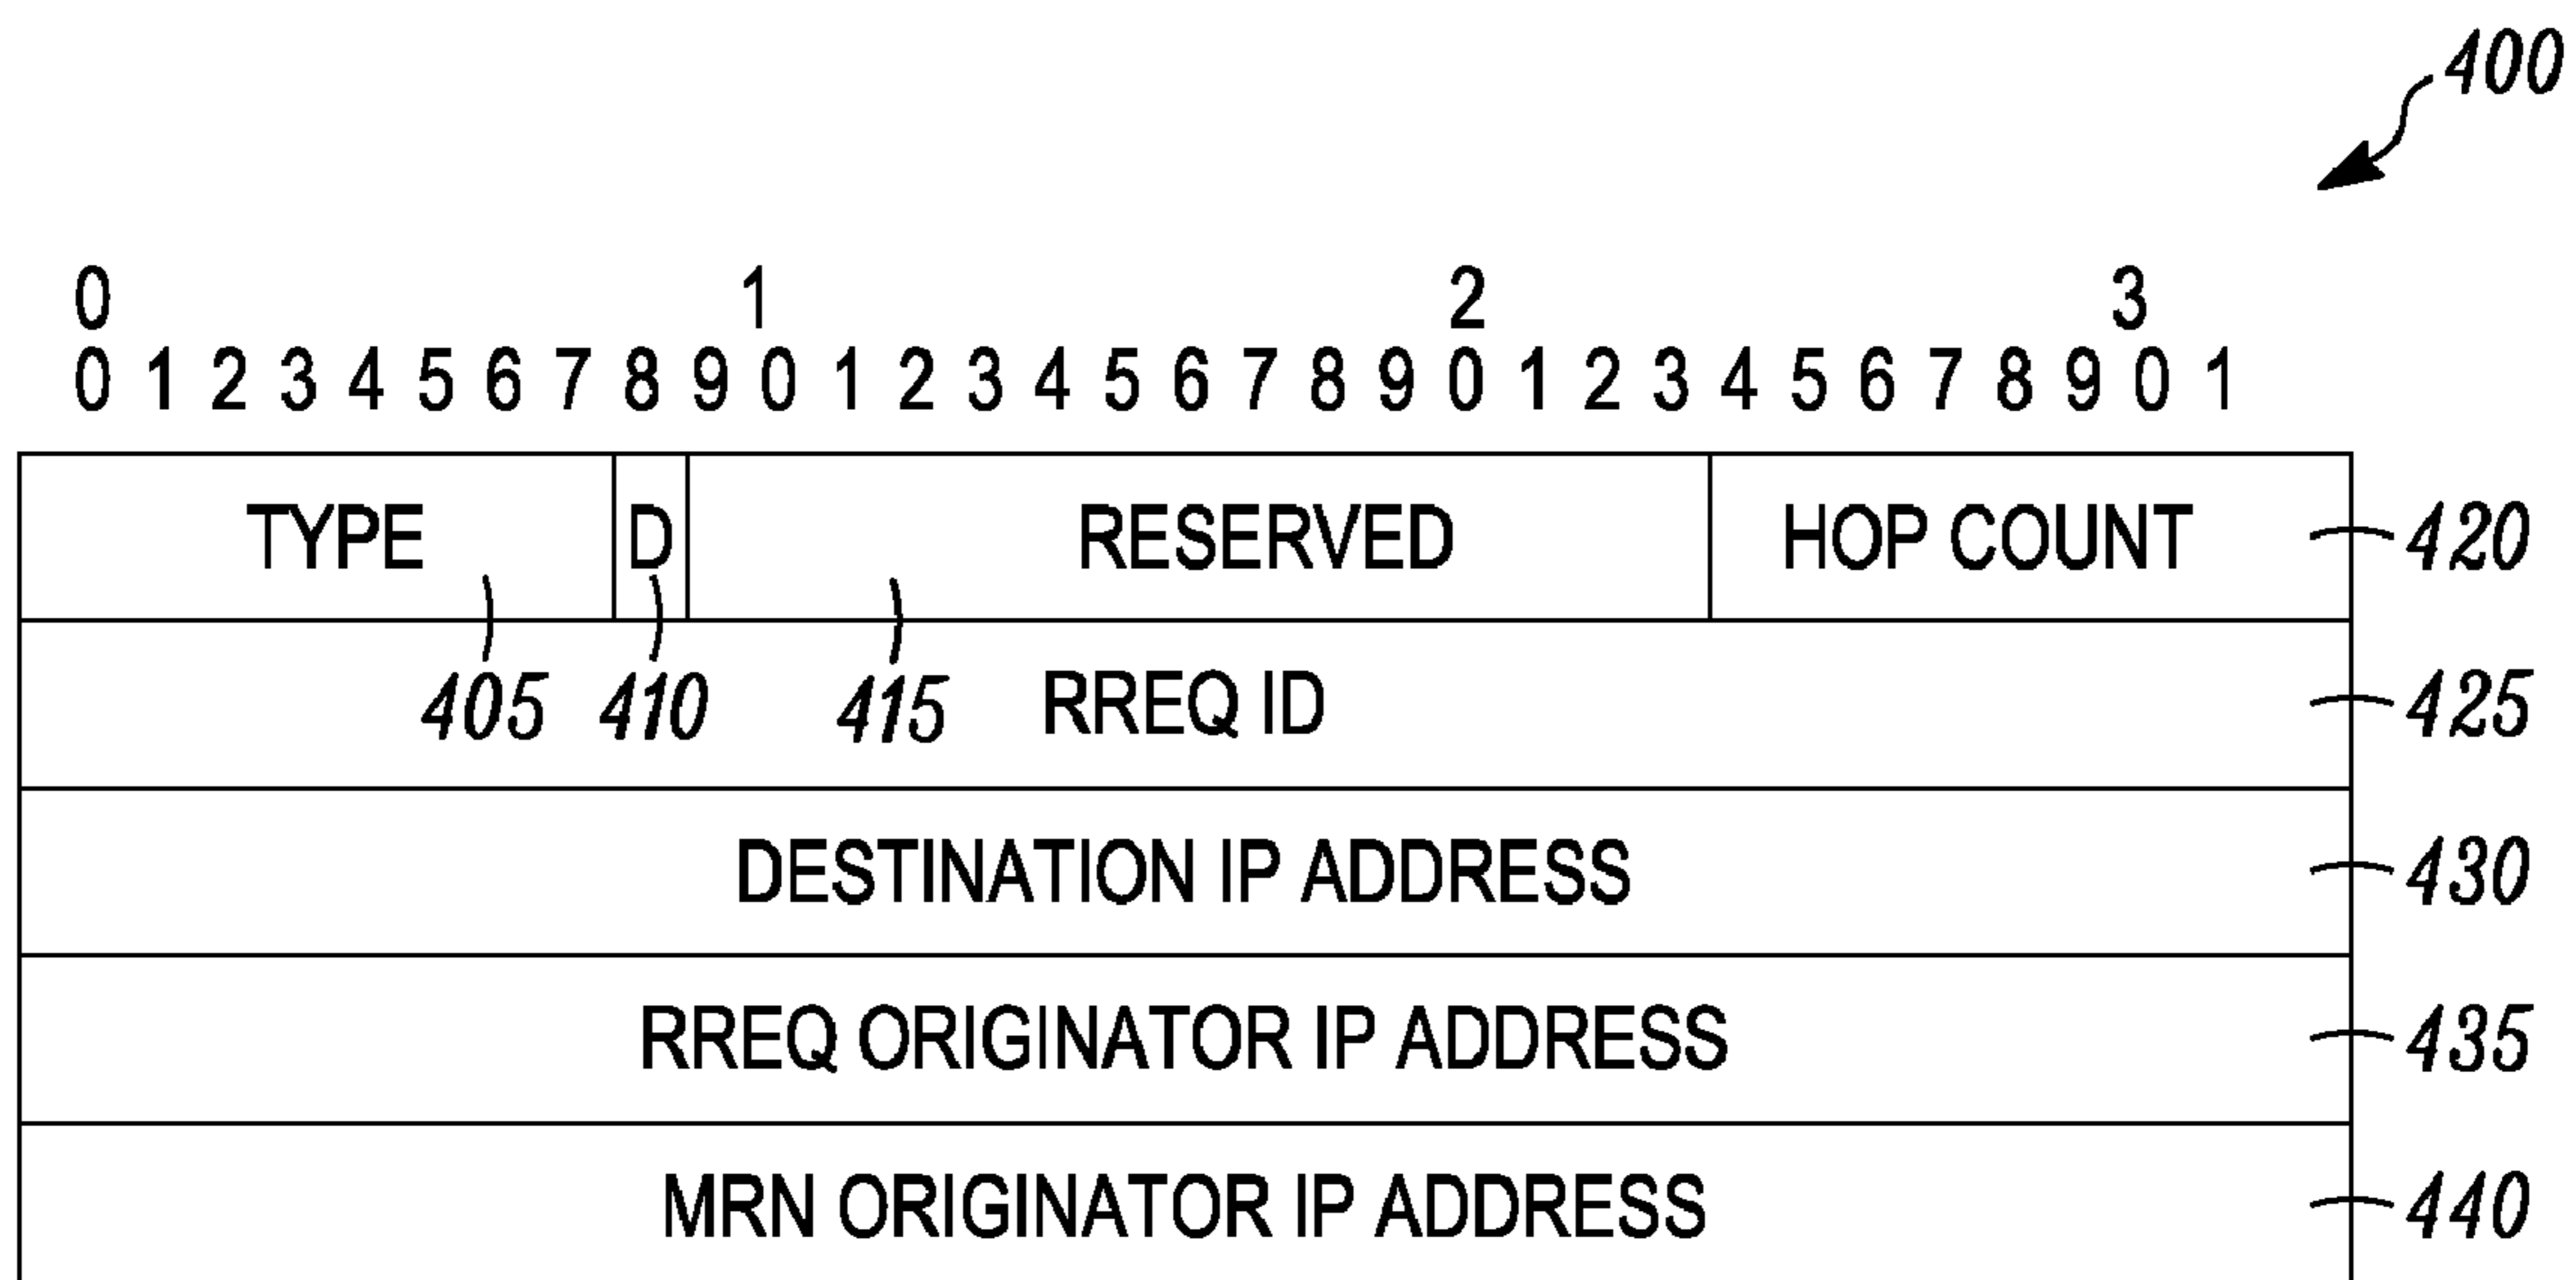 400
0 1 2 3
0 1 2 3 4 5 6 7 8 9 0 1 2 3 4 5 6 7 8 9 0 1 2 3 4 5 6 7 8 9 0 1
TYPE D RESERVED HOP COUNT 420
405 410 415 RREQ ID 425
DESTINATION IP ADDRESS 430
RREQ ORIGINATOR IP ADDRESS 435
MRN ORIGINATOR IP ADDRESS 440